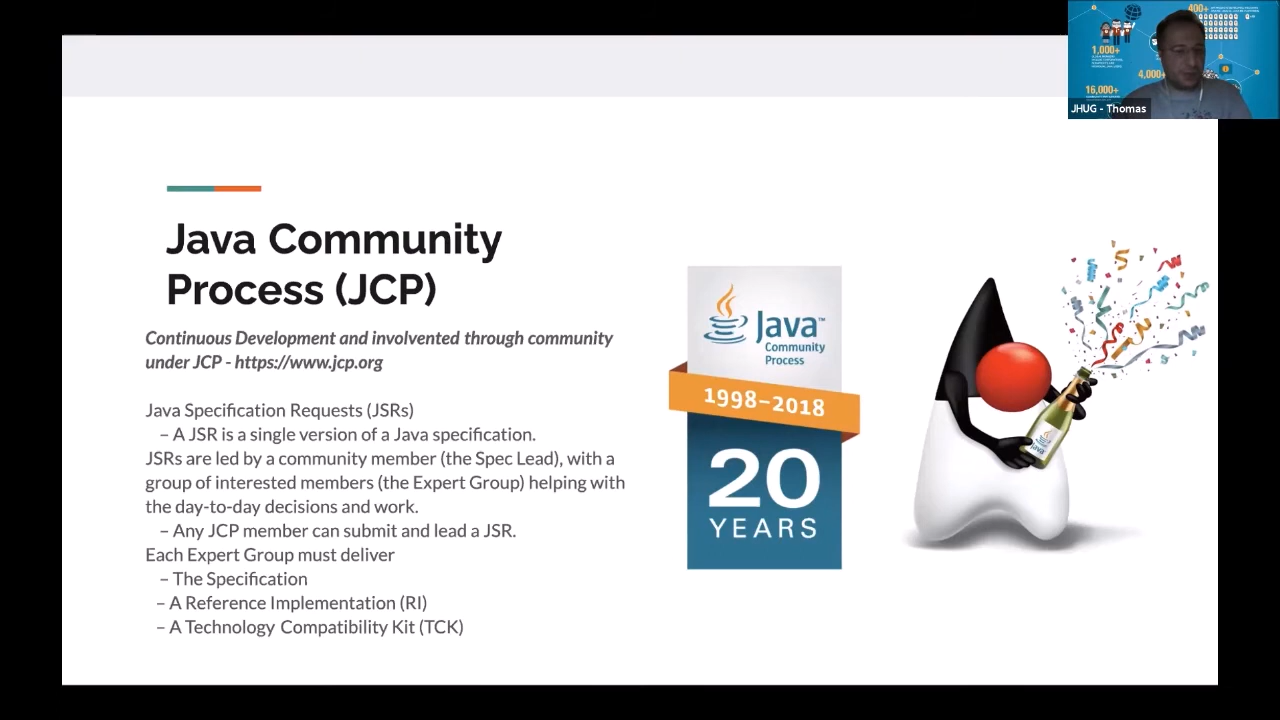 400+
1,000+
4,000+
16,000+
JHUG - Thomas
Java Community
Process (JCP)
Continuous Development and involvented through community
under JCP - https://www.jcp.org
Java Specification Requests (JSRs)
– A JSR is a single version of a Java specification.
JSRs are led by a community member (the Spec Lead), with a
group of interested members (the Expert Group) helping with
the day-to-day decisions and work.
– Any JCP member can submit and lead a JSR.
Each Expert Group must deliver
– The Specification
– A Reference Implementation (RI)
– A Technology Compatibility Kit (TCK)
Java™
Community
Process
1998–2018
20
YEARS
Java